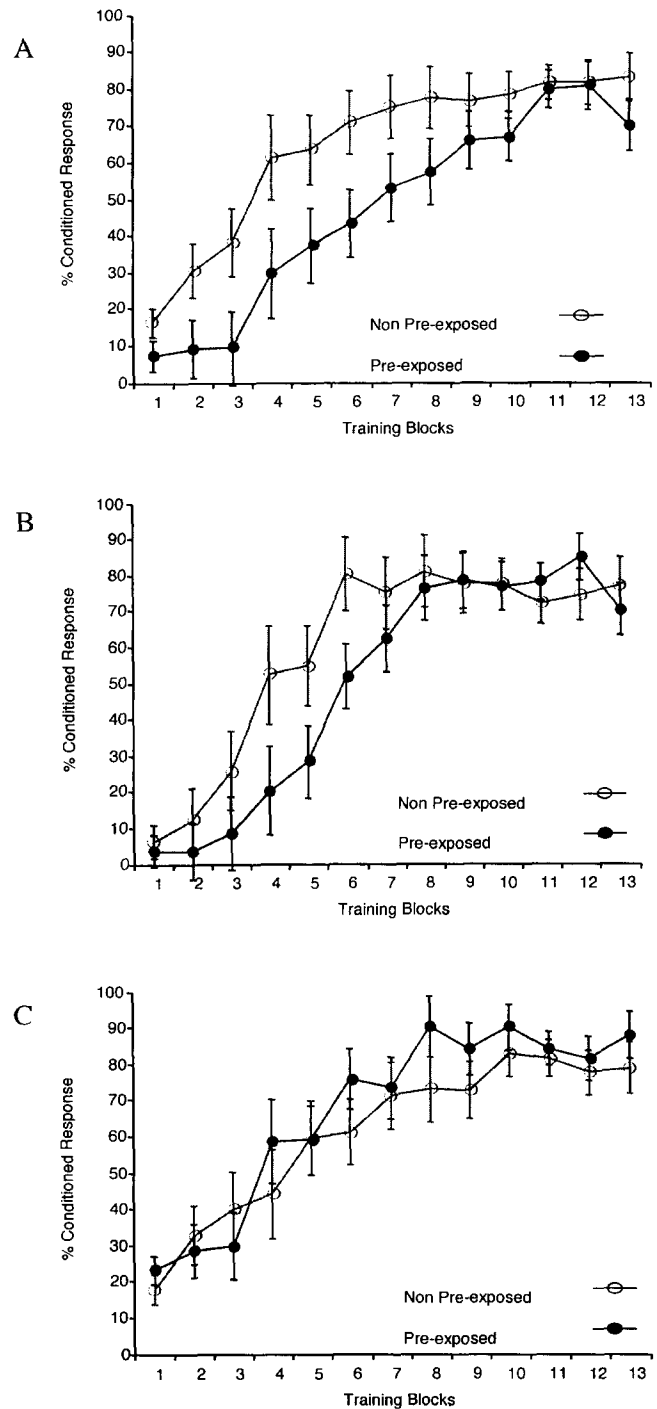 A
% Conditioned Response
100
90
80
70
60
50
40
30
20
10
0
Non Pre-exposed
Pre-exposed
1 2 3 4 5 6 7 8 9 10 11 12 13
Training Blocks
B
% Conditioned Response
100
90
80
70
60
50
40
30
20
10
0
Non Pre-exposed
Pre-exposed
1 2 3 4 5 6 7 8 9 10 11 12 13
Training Blocks
C
% Conditioned Response
100
90
80
70
60
50
40
30
20
10
0
Non Pre-exposed
Pre-exposed
1 2 3 4 5 6 7 8 9 10 11 12 13
Training Blocks